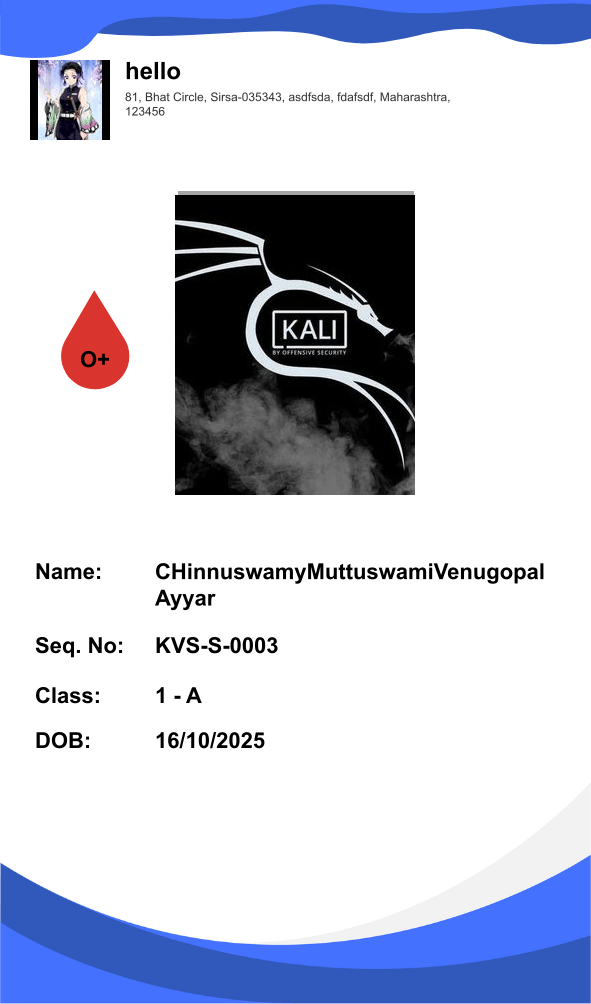 hello
81, Bhat Circle, Sirsa-035343, asdfsda, fdafsdf, Maharashtra,
123456
KALI
BY OFFENSIVE SECURITY
O+
Name: CHinnuswamyMuttuswamiVenugopal
Ayyar
Seq. No: KVS-S-0003
Class: 1 - A
DOB: 16/10/2025